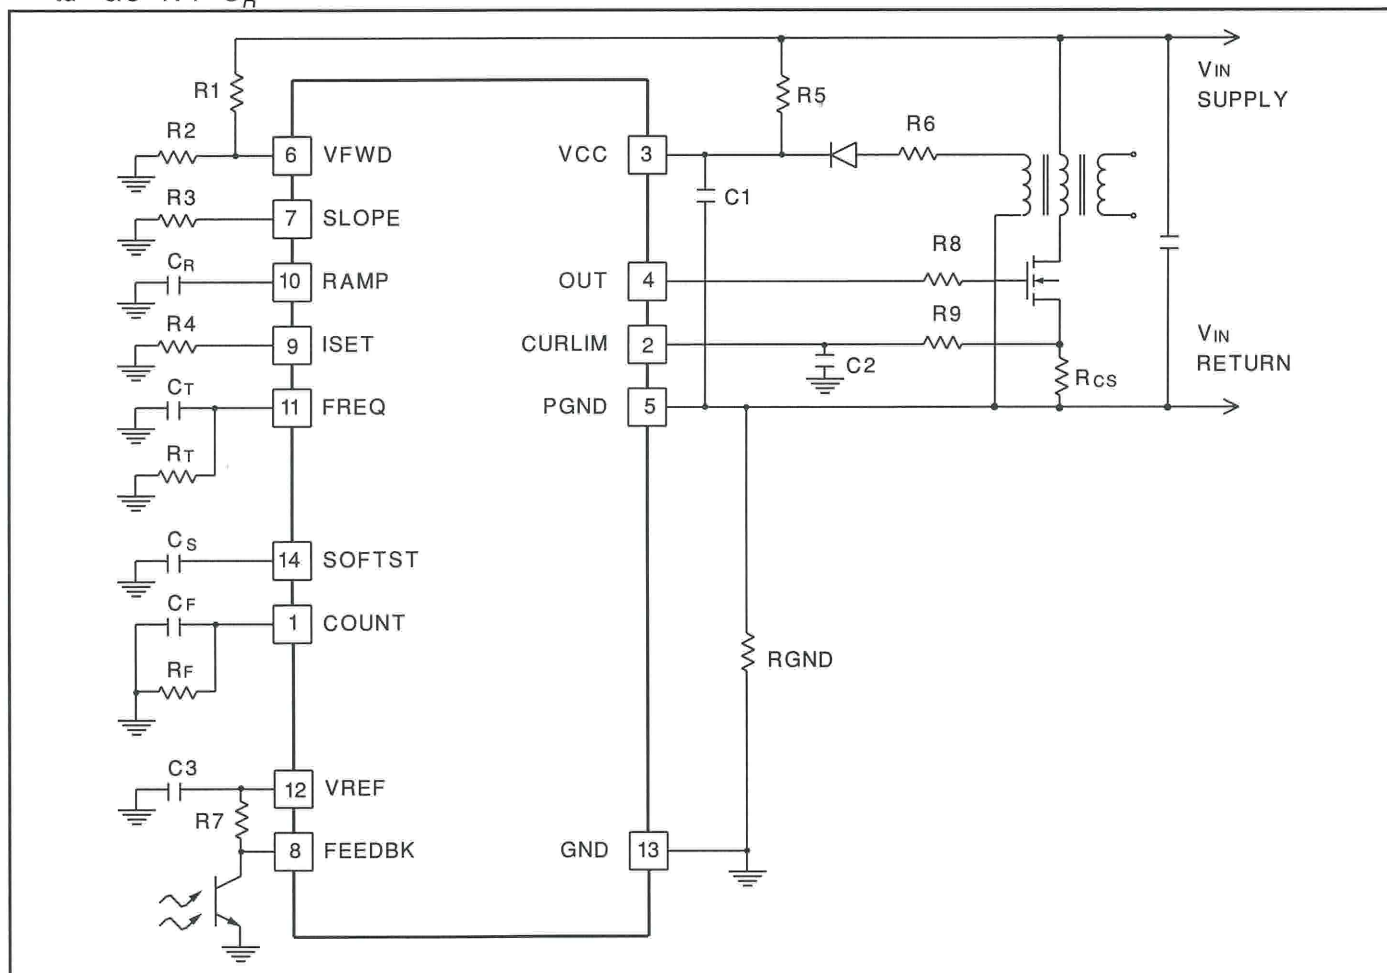 R1
R2
6 VFWD
R3
7 SLOPE
CR
10 RAMP
R4
9 ISET
CT
11 FREQ
RT
CS
14 SOFTST
CF
1 COUNT
RF
C3
12 VREF
R7
8 FEEDBK
VCC 3
OUT 4
CURLIM 2
PGND 5
GND 13
R5
R6
C1
R8
R9
C2
RCS
RGND
VIN
SUPPLY
VIN
RETURN